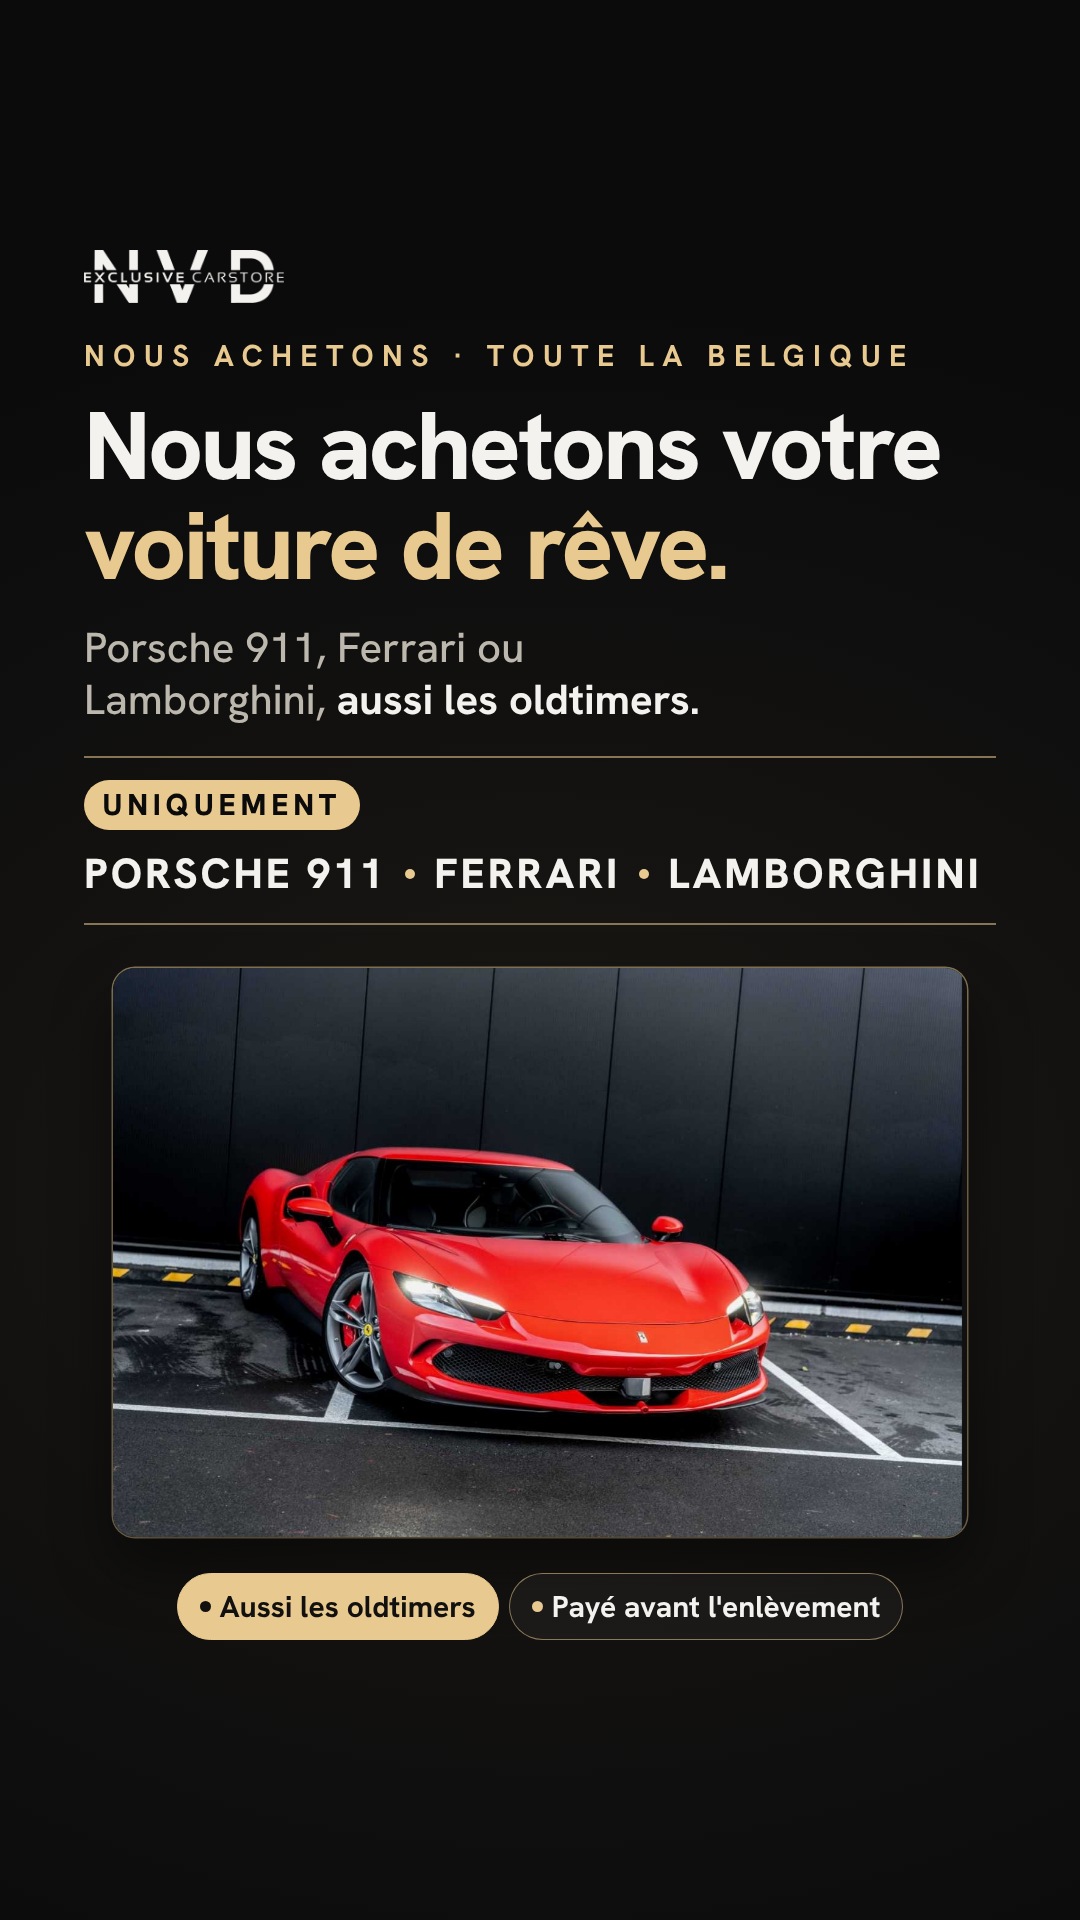 NVD
EXCLUSIVE CARSTORE
NOUS ACHETONS · TOUTE LA BELGIQUE
Nous achetons votre
voiture de rêve.
Porsche 911, Ferrari ou
Lamborghini, aussi les oldtimers.
UNIQUEMENT
PORSCHE 911 • FERRARI • LAMBORGHINI
• Aussi les oldtimers
• Payé avant l'enlèvement